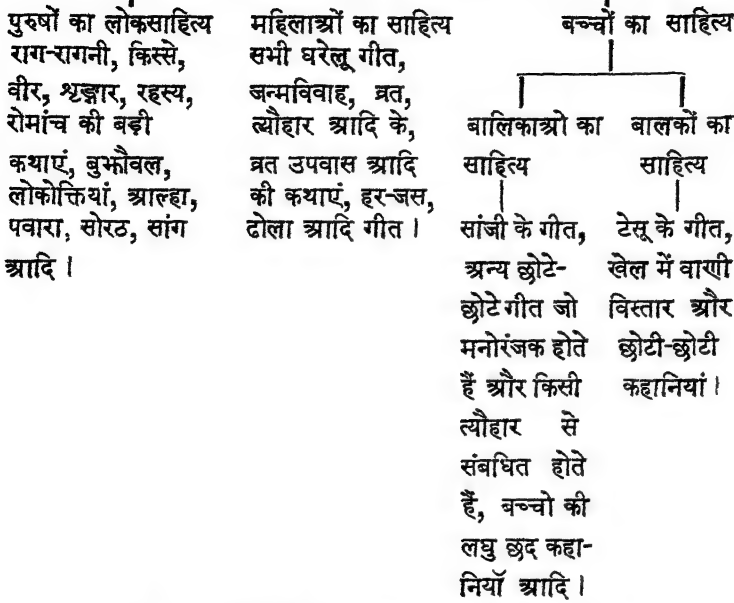 पुरुषों का लोकसाहित्य
राग-रागनी, किस्से,
वीर, श्रृङ्गार, रहस्य,
रोमांच की बड़ी
कथाएं, बुझौवल,
लोकोक्तियां, आल्हा,
पवारा, सोरठ, सांग
आदि ।
महिलाओं का साहित्य
सभी घरेलू गीत,
जन्मविवाह, व्रत,
त्यौहार आदि के,
व्रत उपवास आदि
की कथाएं, हर-जस,
ढोला आदि गीत ।
बच्चों का साहित्य
बालिकाओ का
साहित्य
सांजी के गीत,
अन्य छोटे-
छोटे गीत जो
मनोरंजक होते
हैं और किसी
त्यौहार से
संबधित होते
हैं, बच्चो की
लघु छद कहा-
नियॉ आदि ।
बालकों का
साहित्य
टेसू के गीत,
खेल में वाणी
विस्तार और
छोटी-छोटी
कहानियां ।